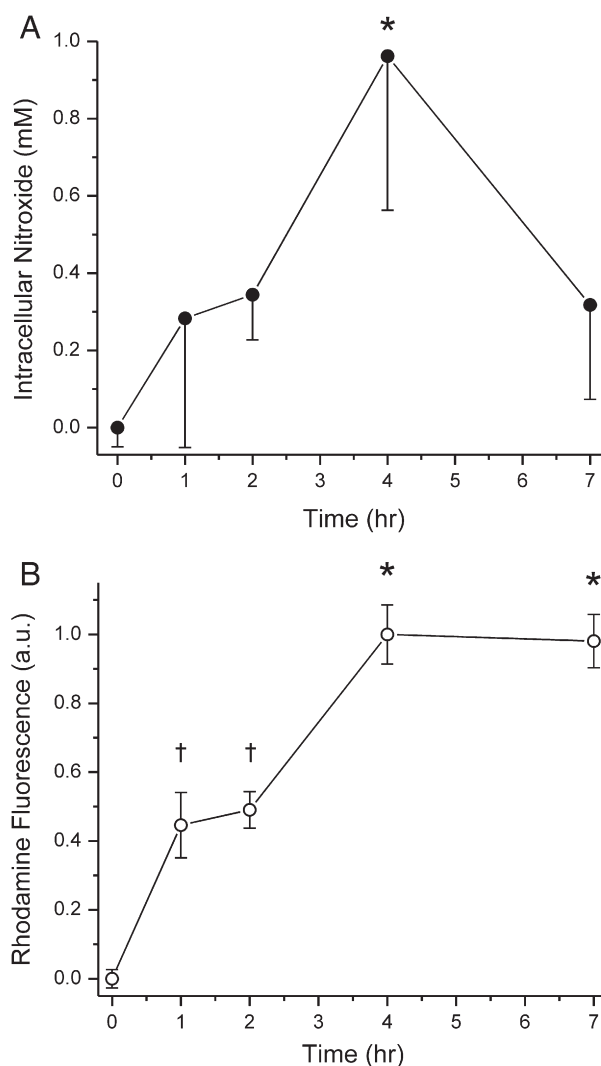 A
*
1.0
0.8
0.6
0.4
0.2
0.0
Intracellular Nitroxide (mM)
0 1 2 3 4 5 6 7
Time (hr)
B
* *
† †
1.0
0.8
0.6
0.4
0.2
0.0
Rhodamine Fluorescence (a.u.)
0 1 2 3 4 5 6 7
Time (hr)